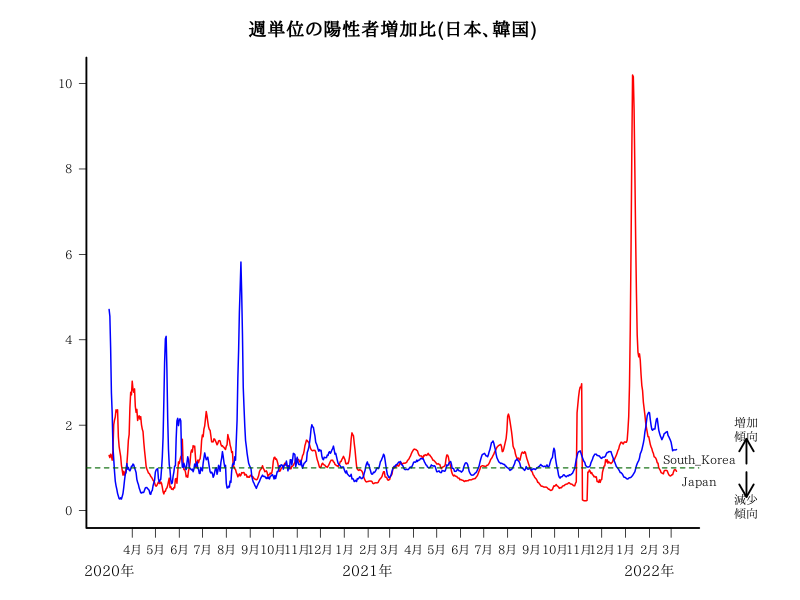 週単位の陽性者増加比(日本、韓国)
10
8
6
4
2
0
増加
傾向
South_Korea
Japan
減少
傾向
4月 5月 6月 7月 8月 9月 10月 11月 12月 1月 2月 3月 4月 5月 6月 7月 8月 9月 10月 11月 12月 1月 2月 3月
2020年 2021年 2022年